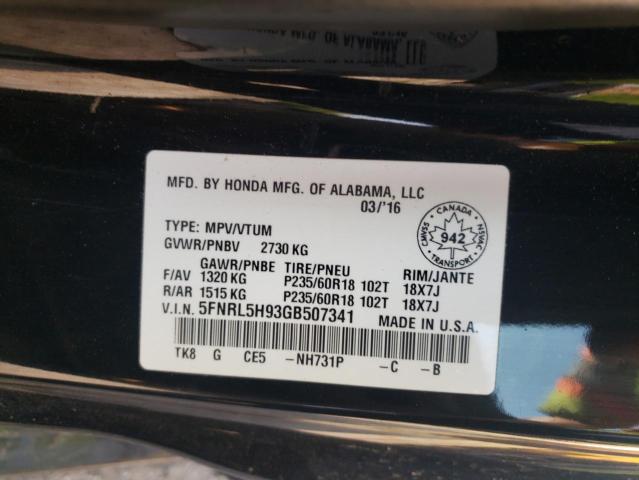 MFD. BY HONDA MFG. OF ALABAMA, LLC
03/'16
TYPE: MPV/VTUM
GVWR/PNBV 2730 KG
GAWR/PNBE TIRE/PNEU RIM/JANTE
F/AV 1320 KG P235/60R18 102T 18X7J
R/AR 1515 KG P235/60R18 102T 18X7J
V.I.N. 5FNRL5H93GB507341 MADE IN U.S.A.
TK8 G CE5 -NH731P -C -B
CANADA
CMVSS 942 NSVAC
TRANSPORT